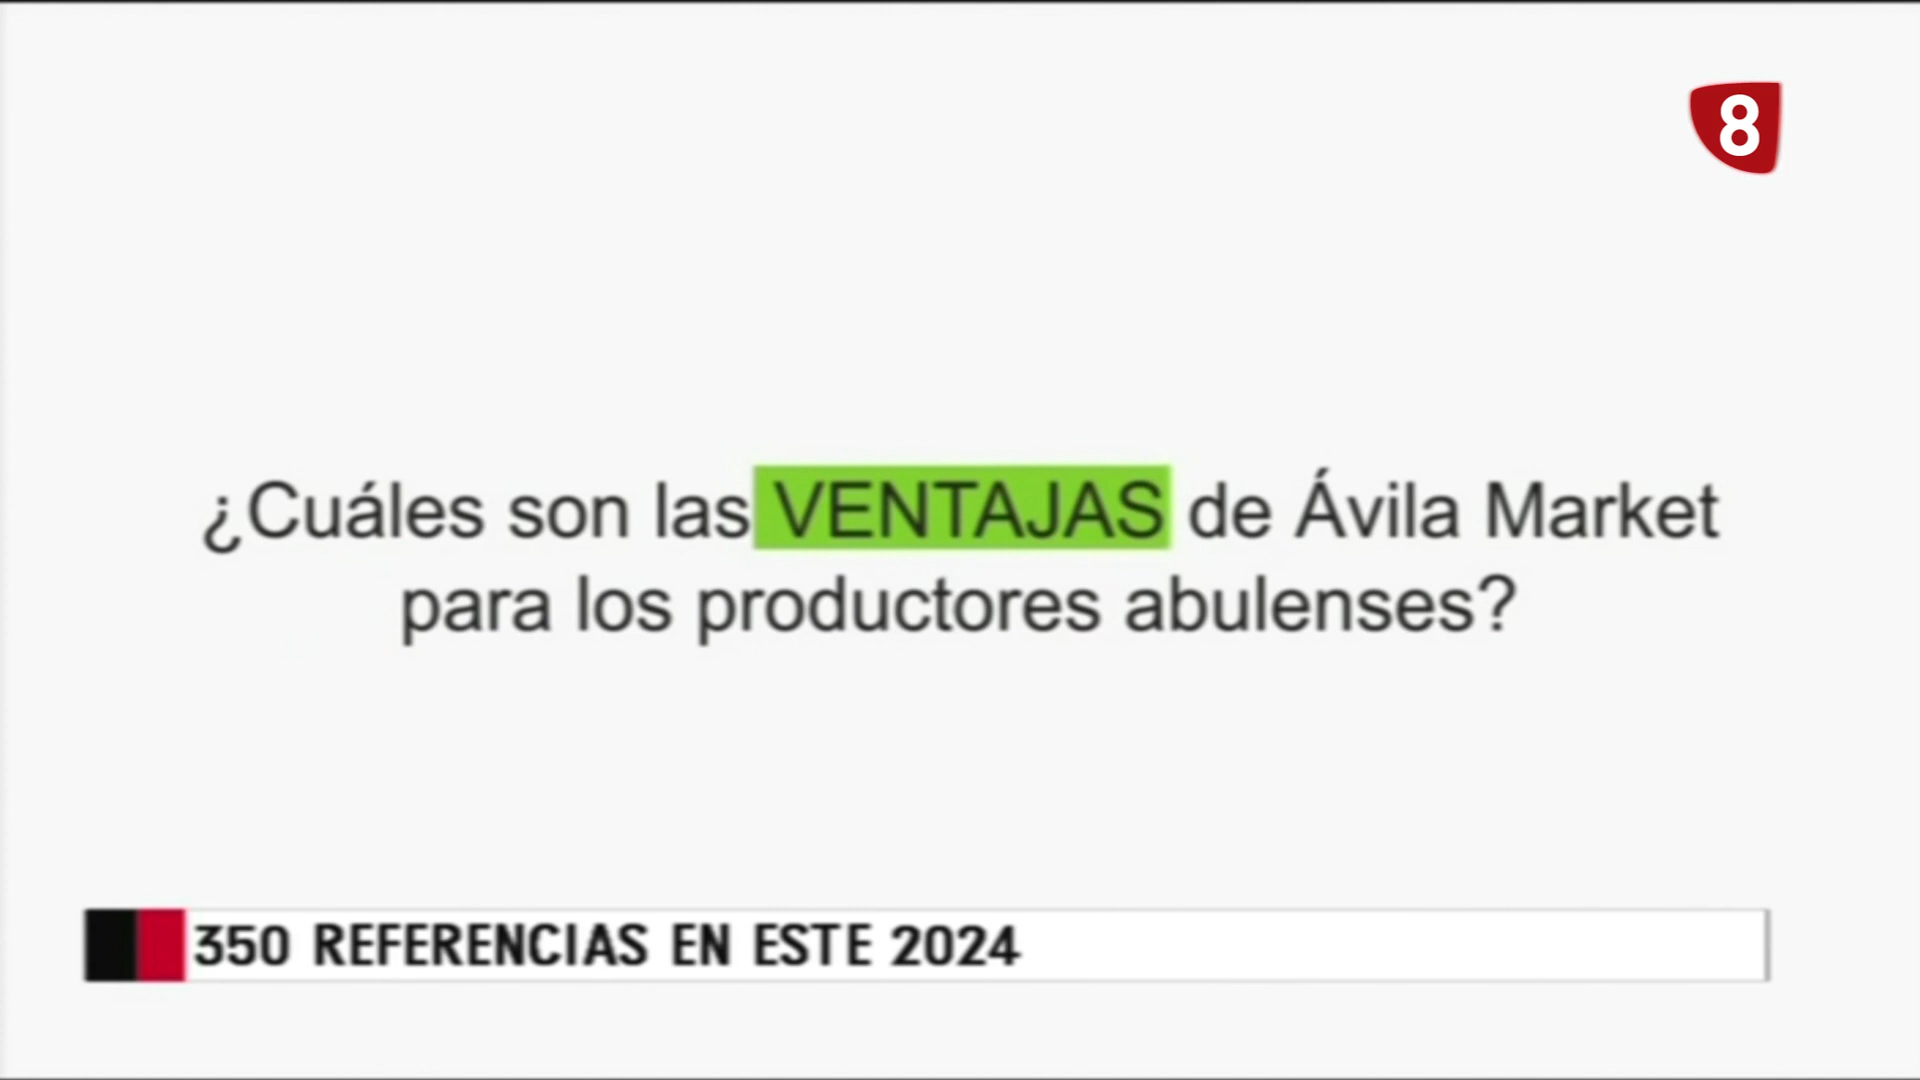 8
¿Cuáles son las VENTAJAS de Ávila Market
para los productores abulenses?
350 REFERENCIAS EN ESTE 2024